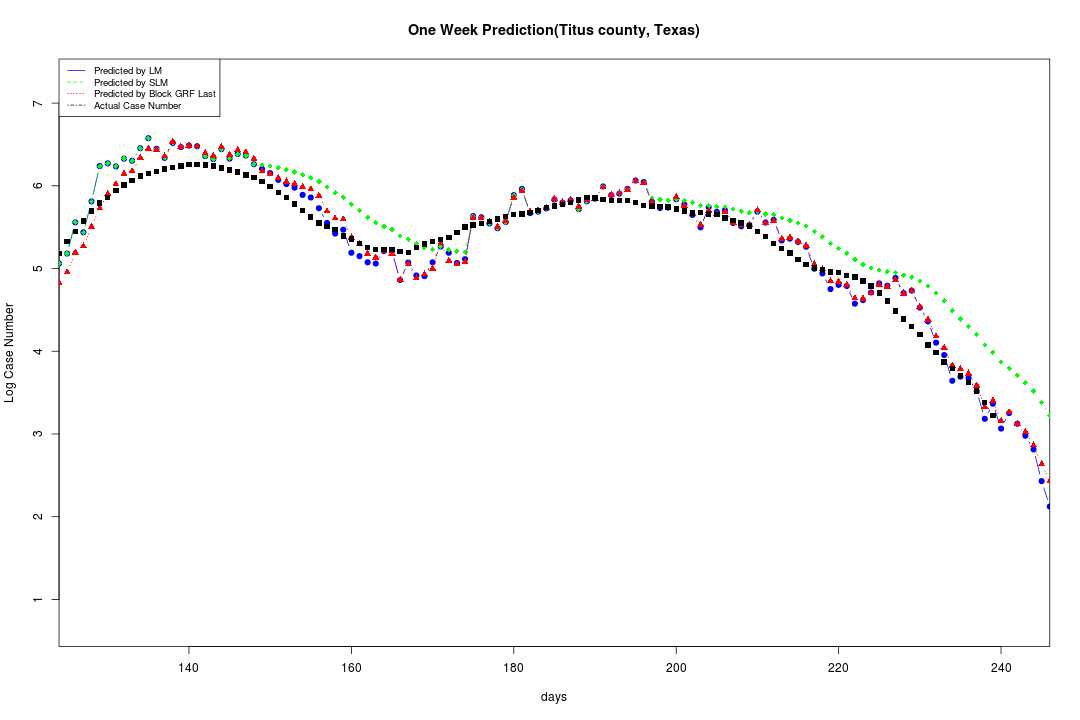 One Week Prediction(Titus county, Texas)
Predicted by LM
Predicted by SLM
Predicted by Block GRF Last
Actual Case Number
7
6
5
4
3
2
1
Log Case Number
140 160 180 200 220 240
days